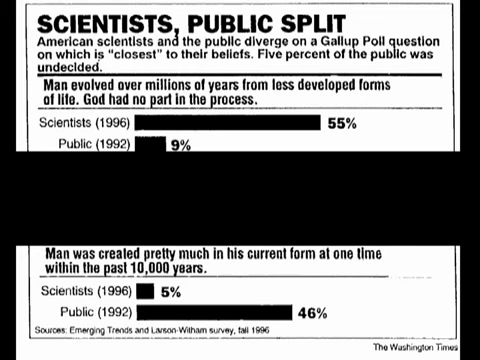 SCIENTISTS, PUBLIC SPLIT
American scientists and the public diverge on a Gallup Poll question
on which is "closest" to their beliefs. Five percent of the public was
undecided.
Man evolved over millions of years from less developed forms
of life. God had no part in the process.
Scientists (1996) 55%
Public (1992) 9%
Man was created pretty much in his current form at one time
within the past 10,000 years.
Scientists (1996) 5%
Public (1992) 46%
Sources: Emerging Trends and Larson-Witham survey, fall 1996
The Washington Times